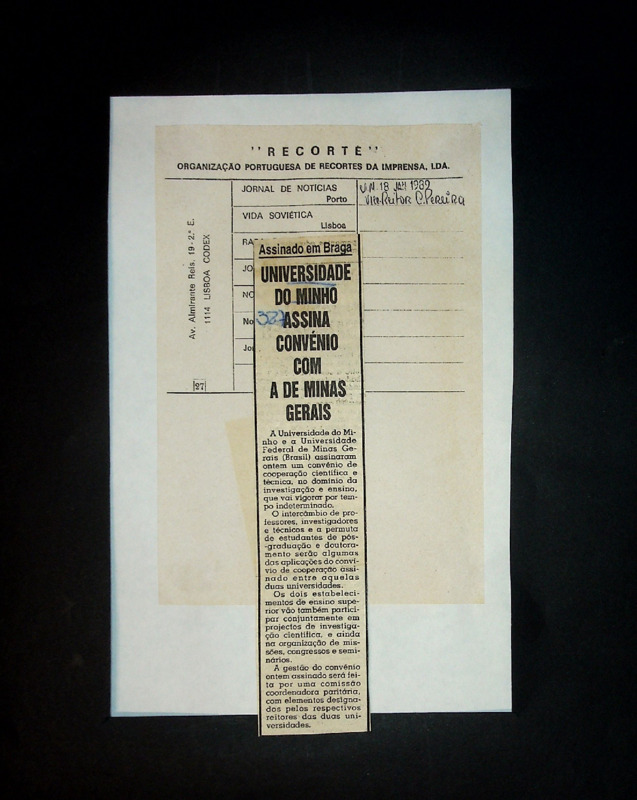 "RECORTE"
ORGANIZAÇÃO PORTUGUESA DE RECORTES DA IMPRENSA, LDA.
Av. Almirante Reis, 19-2.º E.
1114 LISBOA CODEX
27
JORNAL DE NOTÍCIAS
Porto
18 JAN 1989
C. PEREIRA
VIDA SOVIÉTICA
Lisboa
Assinado em Braga
UNIVERSIDADE
DO MINHO
ASSINA
CONVÉNIO
COM
A DE MINAS
GERAIS
A Universidade do Mi-
nho e a Universidade
Federal de Minas Ge-
rais (Brasil) assinaram
ontem um convénio de
cooperação científica e
técnica, no domínio da
investigação e ensino,
que vai vigorar por tem-
po indeterminado.
O intercâmbio de pro-
fessores, investigadores
e técnicos e a permuta
de estudantes de pós-
-graduação e doutora-
mento serão algumas
das aplicações do conví-
vio de cooperação assi-
nado entre aquelas
duas universidades.
Os dois estabeleci-
mentos de ensino supe-
rior vão também partici-
par conjuntamente em
projectos de investiga-
ção científica, e ainda
na organização de mis-
sões, congressos e semi-
nários.
A gestão do convénio
ontem assinado será fei-
ta por uma comissão
coordenadora paritária,
com elementos designa-
dos pelos respectivos
reitores das duas uni-
versidades.